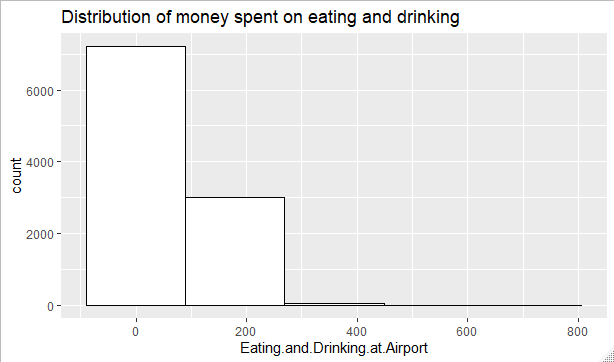 Distribution of money spent on eating and drinking
6000
4000
2000
0
count
0 200 400 600 800
Eating.and.Drinking.at.Airport